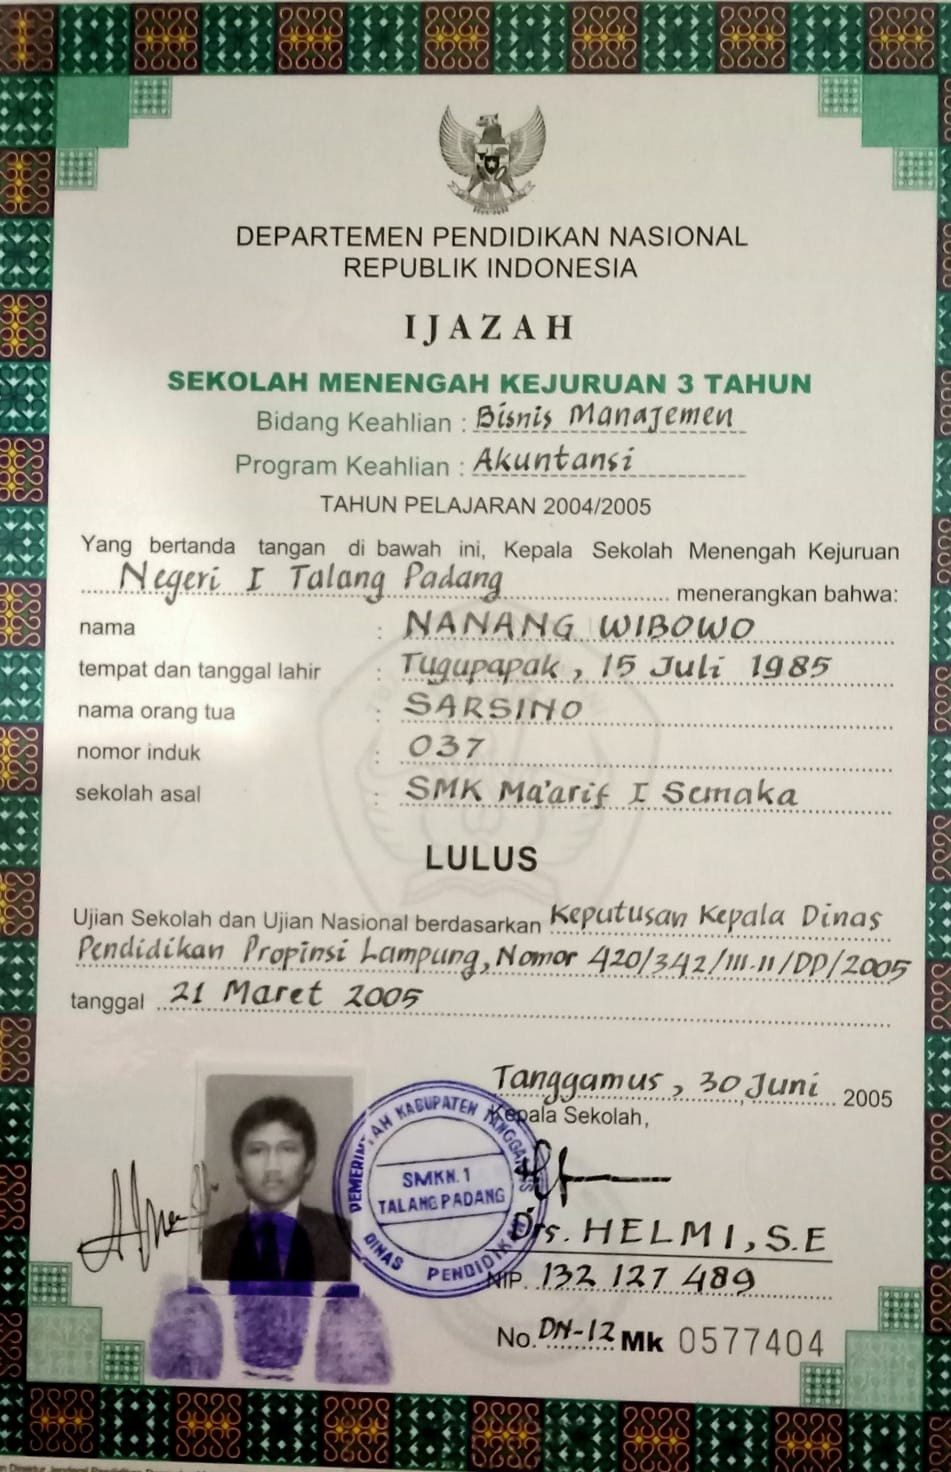 DEPARTEMEN PENDIDIKAN NASIONAL
REPUBLIK INDONESIA
IJAZAH
SEKOLAH MENENGAH KEJURUAN 3 TAHUN
Bidang Keahlian : Bisnis Manajemen
Program Keahlian : Akuntansi
TAHUN PELAJARAN 2004/2005
Yang bertanda tangan di bawah ini, Kepala Sekolah Menengah Kejuruan
Negeri I Talang Padang menerangkan bahwa:
nama : NANANG WIBOWO
tempat dan tanggal lahir : Tugupapak, 15 Juli 1985
nama orang tua : SARSINO
nomor induk : 037
sekolah asal : SMK Ma'arif I Semaka
LULUS
Ujian Sekolah dan Ujian Nasional berdasarkan Keputusan Kepala Dinas
Pendidikan Propinsi Lampung, Nomor 420/342/III.II/DP/2005
tanggal 21 Maret 2005
Tanggamus, 30 Juni 2005
Kepala Sekolah,
PEMERINTAH KABUPATEN TANGGAMUS
SMKN. 1
TALANG PADANG
DINAS PENDIDIKAN
Drs. HELMI, S.E
NIP. 132 127 489
No. DN-12 Mk 0577404